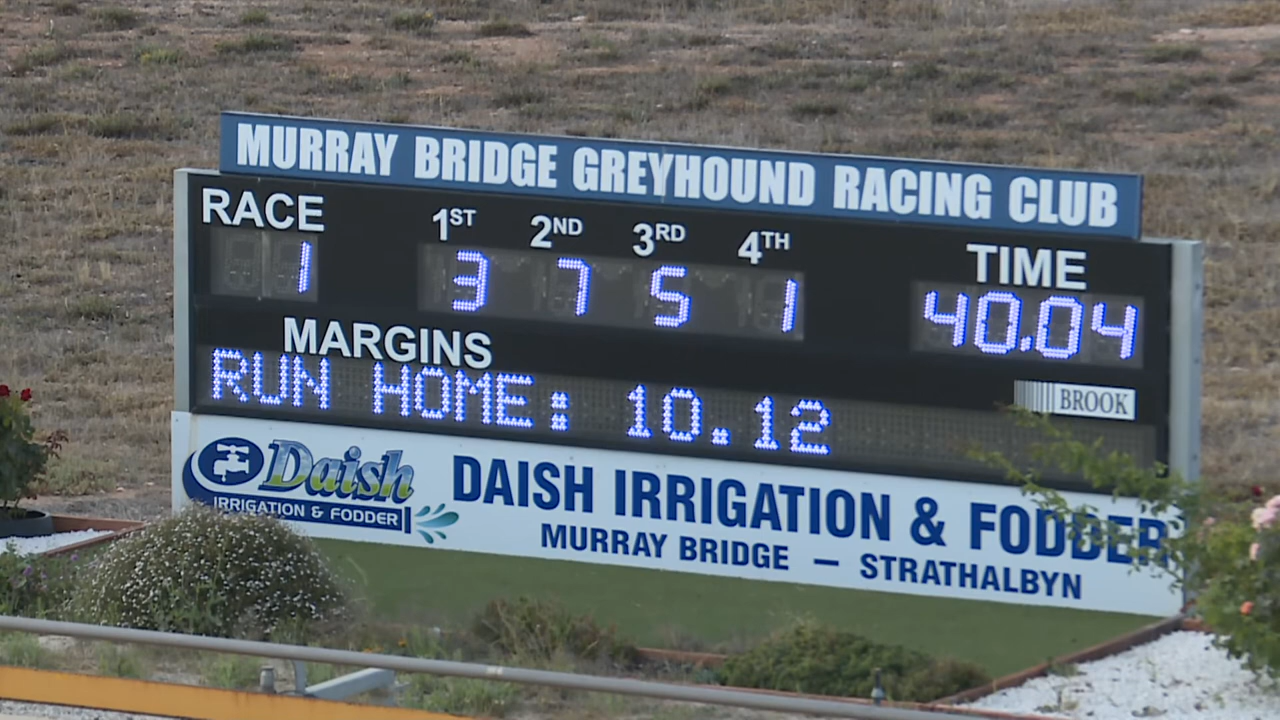 MURRAY BRIDGE GREYHOUND RACING CLUB
RACE 1ST 2ND 3RD 4TH TIME
1 3 7 5 1 40.04
MARGINS
RUN HOME: 10.12
BROOK
Daish
IRRIGATION & FODDER
DAISH IRRIGATION & FODDER
MURRAY BRIDGE – STRATHALBYN